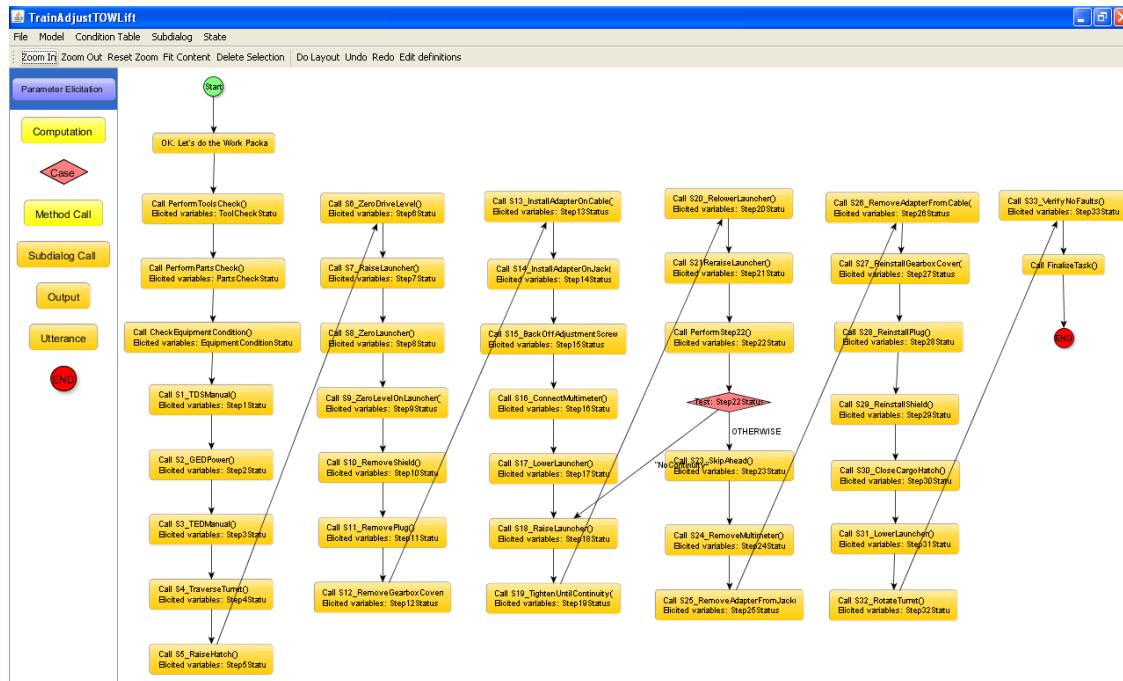 TrainAdjustTOWLift
File Model Condition Table Subdialog State
Zoom In Zoom Out Reset Zoom Fit Content Delete Selection Do Layout Undo Redo Edit definitions
Parameter Elicitation
Computation
Case
Method Call
Subdialog Call
Output
Utterance
END
Start
OK. Let's do the Work Packa
Call PerformToolsCheck()
Elicited variables: ToolCheckStatu
Call PerformPartsCheck()
Elicited variables: PartsCheckStatu
Call CheckEquipmentCondition()
Elicited variables: EquipmentConditionStatu
Call S1_TDSManual()
Elicited variables: Step1Statu
Call S2_GEDPower()
Elicited variables: Step2Statu
Call S3_TEDManual()
Elicited variables: Step3Statu
Call S4_TraverseTurret()
Elicited variables: Step4Statu
Call S5_RaiseHatch()
Elicited variables: Step5Statu
Call S6_ZeroDriveLevel()
Elicited variables: Step6Statu
Call S7_RaiseLauncher()
Elicited variables: Step7Statu
Call S8_ZeroLauncher()
Elicited variables: Step8Statu
Call S9_ZeroLevelOnLauncher(
Elicited variables: Step9Statu
Call S10_RemoveShield()
Elicited variables: Step10Statu
Call S11_RemovePlug()
Elicited variables: Step11Statu
Call S12_RemoveGearboxCover(
Elicited variables: Step12Statu
Call S13_InstallAdapterOnCable(
Elicited variables: Step13Statu
Call S14_InstallAdapterOnJack(
Elicited variables: Step14Statu
Call S15_BackOffAdjustmentScrew
Elicited variables: Step15Statu
Call S16_ConnectMultimeter()
Elicited variables: Step16Statu
Call S17_LowerLauncher()
Elicited variables: Step17Statu
Call S18_RaiseLauncher()
Elicited variables: Step18Statu
Call S19_TightenUntilContinuity(
Elicited variables: Step19Statu
Call S20_RelowerLauncher()
Elicited variables: Step20Statu
Call S21ReraiseLauncher()
Elicited variables: Step21Statu
Call PerformStep22()
Elicited variables: Step22Statu
Test: Step22Status
OTHERWISE
"NoContinuity"
Call S23_SkipAhead()
Elicited variables: Step23Statu
Call S24_RemoveMultimeter()
Elicited variables: Step24Statu
Call S25_RemoveAdapterFromJack(
Elicited variables: Step25Statu
Call S26_RemoveAdapterFromCable(
Elicited variables: Step26Statu
Call S27_ReinstallGearboxCover(
Elicited variables: Step27Statu
Call S28_ReinstallPlug()
Elicited variables: Step28Statu
Call S29_ReinstallShield()
Elicited variables: Step29Statu
Call S30_CloseCargoHatch()
Elicited variables: Step30Statu
Call S31_LowerLauncher()
Elicited variables: Step31Statu
Call S32_RotateTurret()
Elicited variables: Step32Statu
Call S33_VerifyNoFaults()
Elicited variables: Step33Statu
Call FinalizeTask()
END